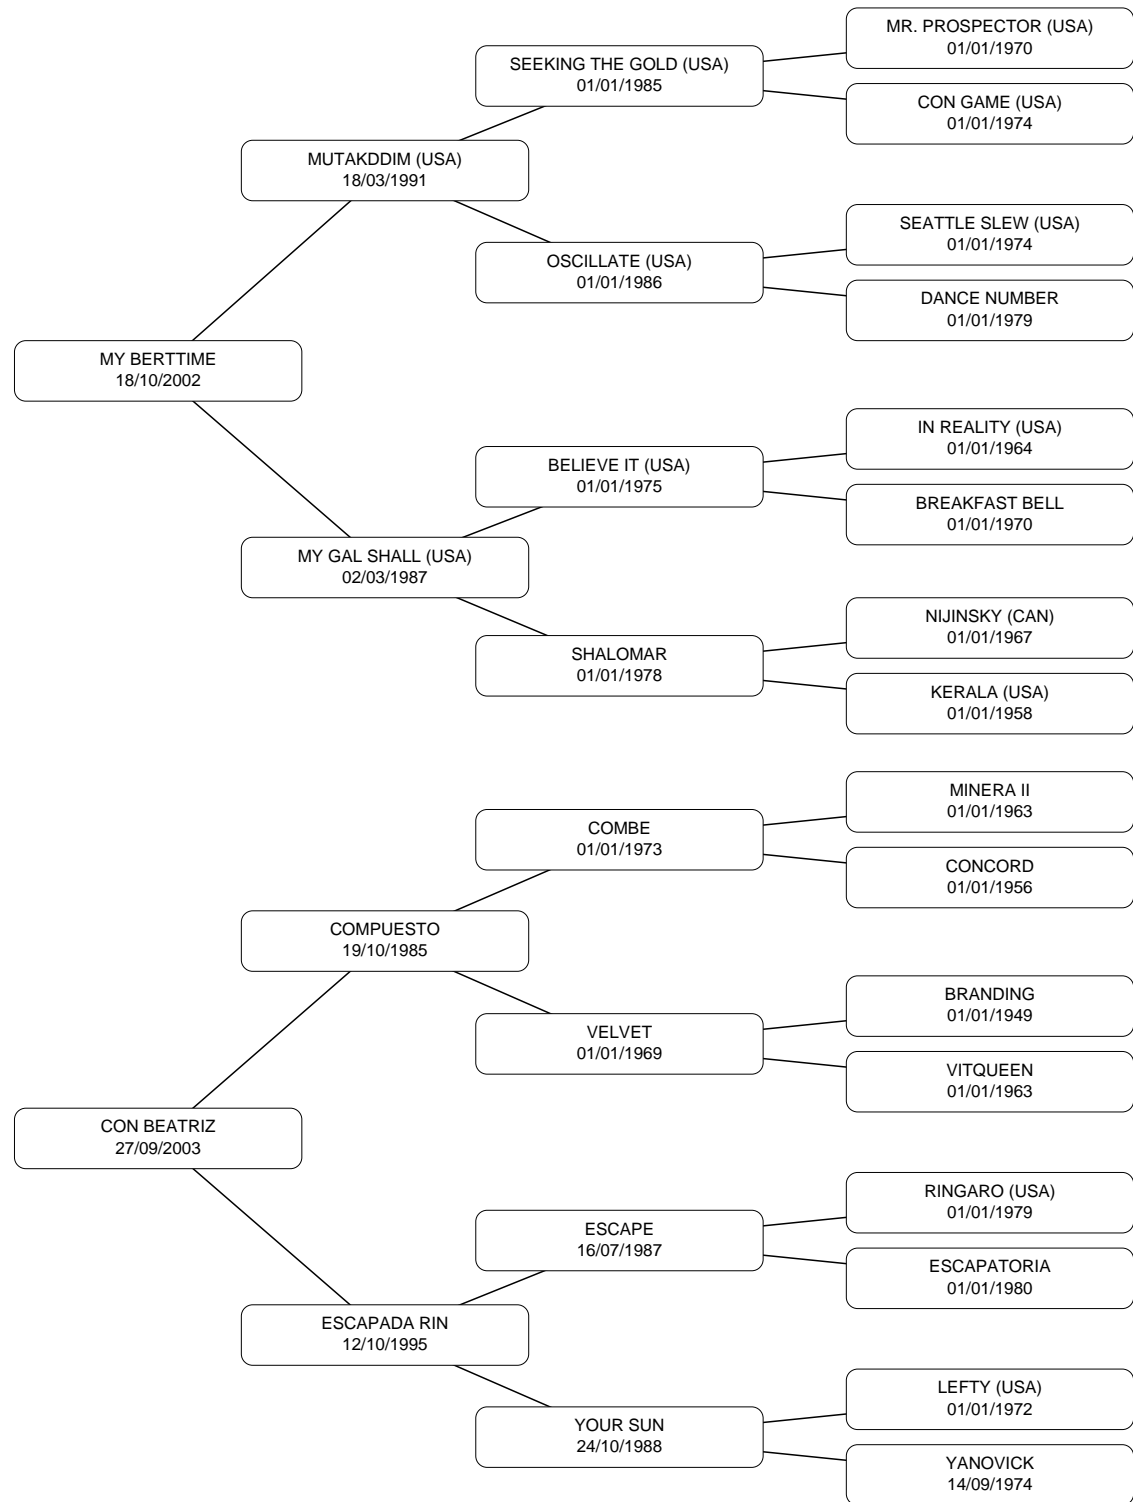 MR. PROSPECTOR (USA)
01/01/1970
SEEKING THE GOLD (USA)
01/01/1985
CON GAME (USA)
01/01/1974
MUTAKDDIM (USA)
18/03/1991
SEATTLE SLEW (USA)
01/01/1974
OSCILLATE (USA)
01/01/1986
DANCE NUMBER
01/01/1979
MY BERTTIME
18/10/2002
IN REALITY (USA)
01/01/1964
BELIEVE IT (USA)
01/01/1975
BREAKFAST BELL
01/01/1970
MY GAL SHALL (USA)
02/03/1987
NIJINSKY (CAN)
01/01/1967
SHALOMAR
01/01/1978
KERALA (USA)
01/01/1958
MINERA II
01/01/1963
COMBE
01/01/1973
CONCORD
01/01/1956
COMPUESTO
19/10/1985
BRANDING
01/01/1949
VELVET
01/01/1969
VITQUEEN
01/01/1963
CON BEATRIZ
27/09/2003
RINGARO (USA)
01/01/1979
ESCAPE
16/07/1987
ESCAPATORIA
01/01/1980
ESCAPADA RIN
12/10/1995
LEFTY (USA)
01/01/1972
YOUR SUN
24/10/1988
YANOVICK
14/09/1974